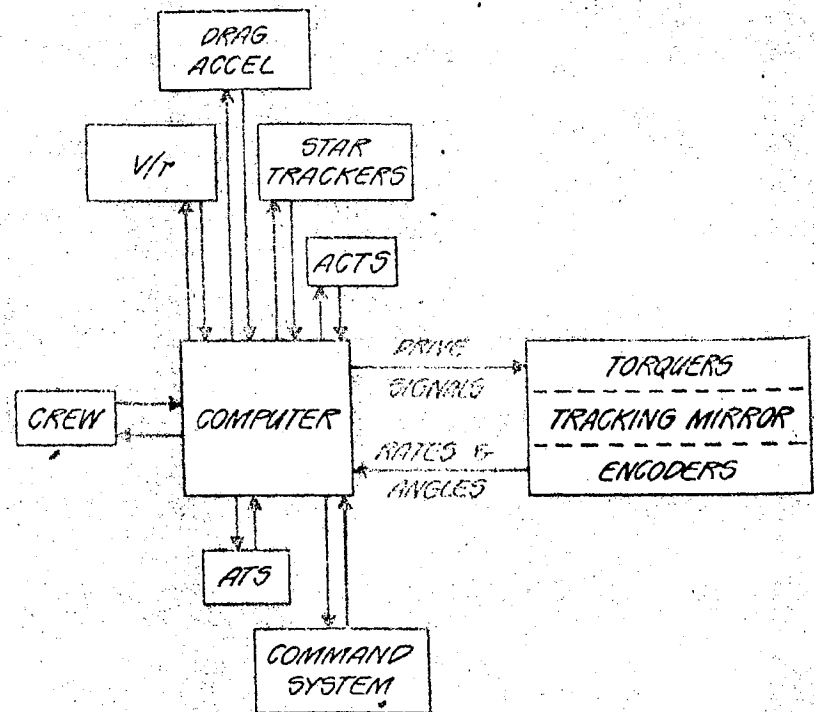 DRAG
ACCEL
V/r
STAR
TRACKERS
ACTS
DRIVE
SIGNALS
TORQUERS
CREW
COMPUTER
TRACKING MIRROR
RATES &
ANGLES
ENCODERS
ATS
COMMAND
SYSTEM